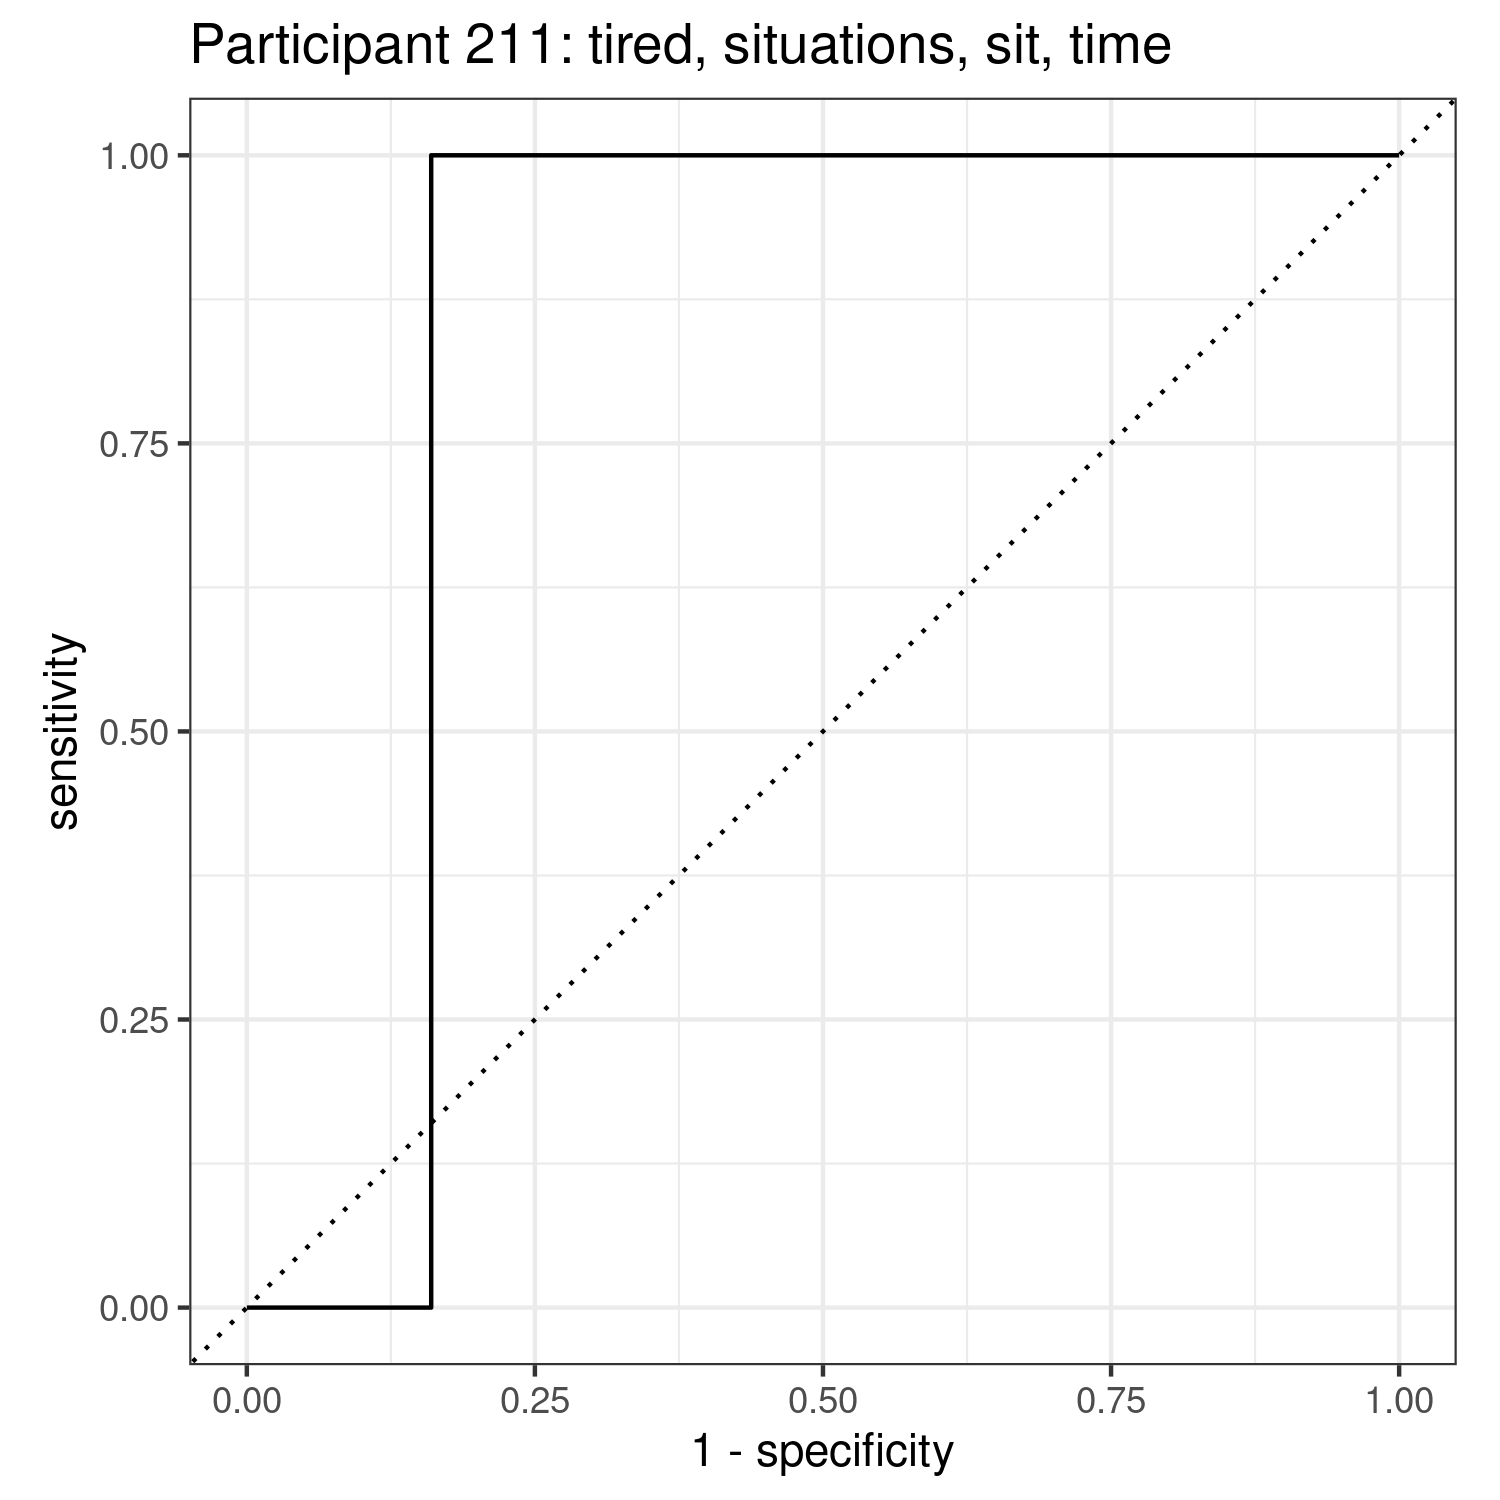 Participant 211: tired, situations, sit, time
1.00
0.75
0.50
0.25
0.00
sensitivity
0.00 0.25 0.50 0.75 1.00
1 - specificity